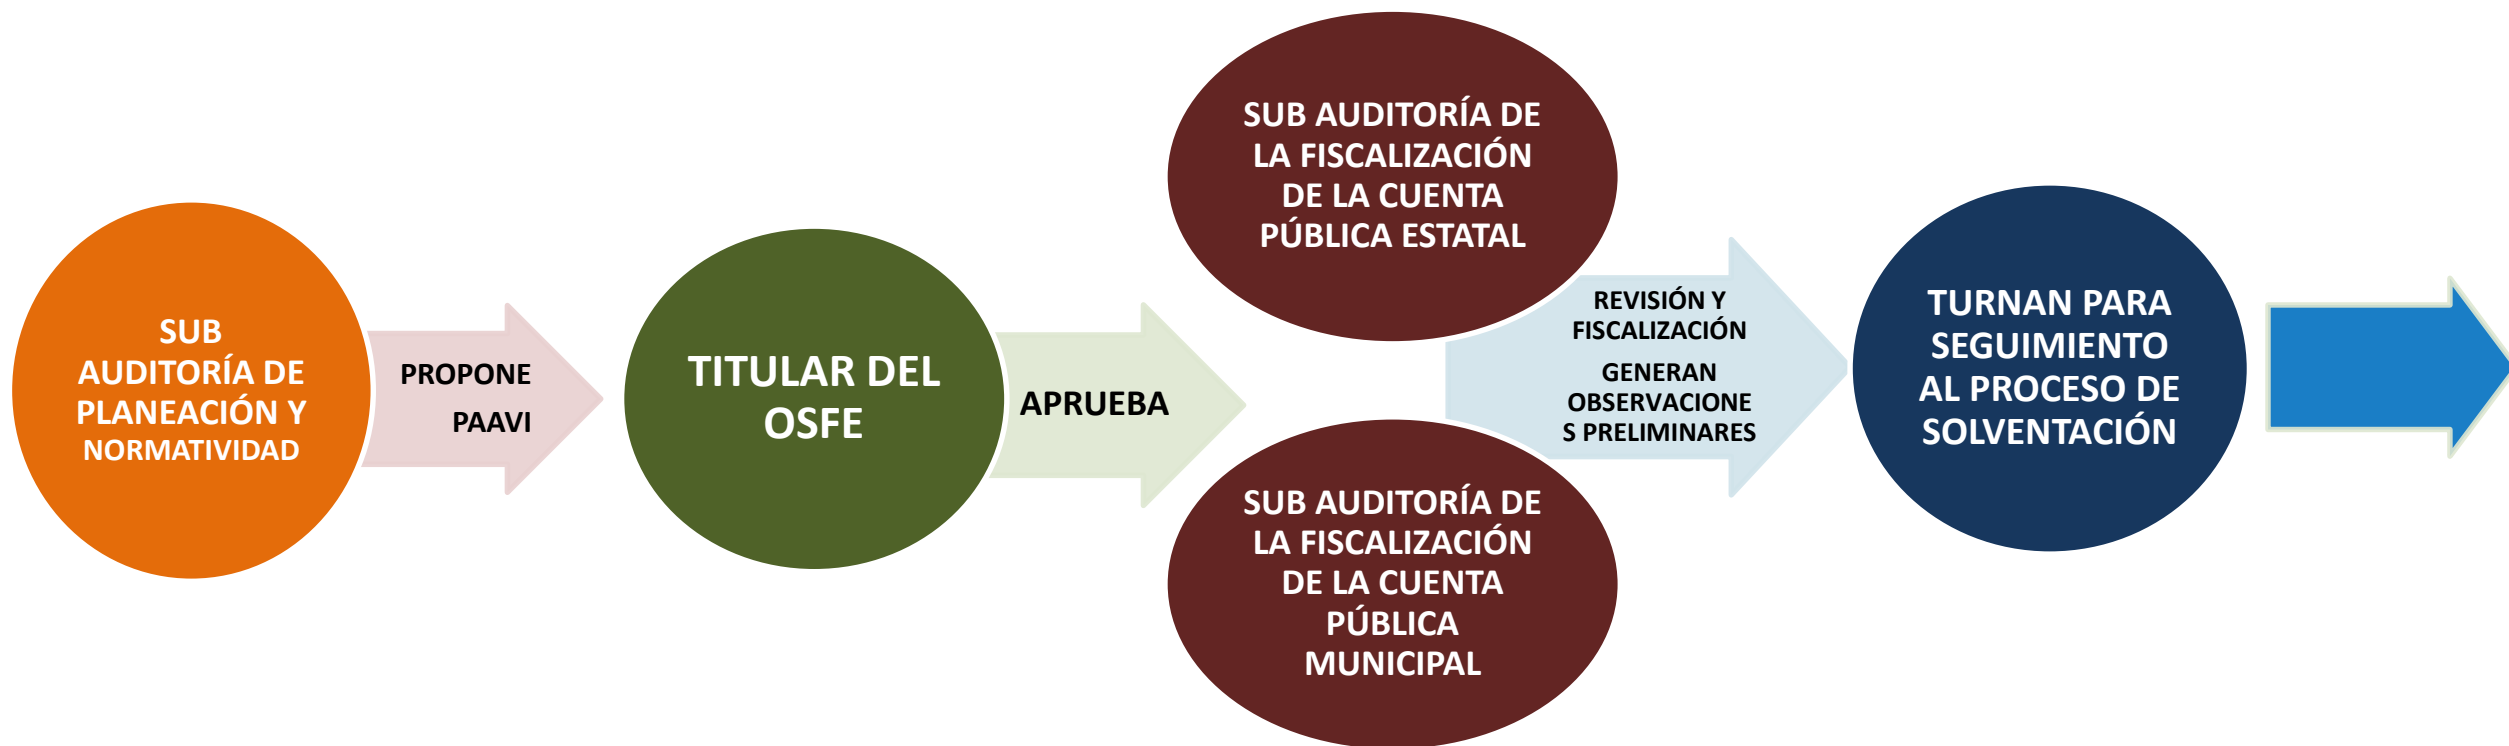 SUB
AUDITORÍA DE
PLANEACIÓN Y
NORMATIVIDAD
PROPONE
PAAVI
TITULAR DEL
OSFE
APRUEBA
SUB AUDITORÍA DE
LA FISCALIZACIÓN
DE LA CUENTA
PÚBLICA ESTATAL
SUB AUDITORÍA DE
LA FISCALIZACIÓN
DE LA CUENTA
PÚBLICA
MUNICIPAL
REVISIÓN Y
FISCALIZACIÓN
GENERAN
OBSERVACIONE
S PRELIMINARES
TURNAN PARA
SEGUIMIENTO
AL PROCESO DE
SOLVENTACIÓN